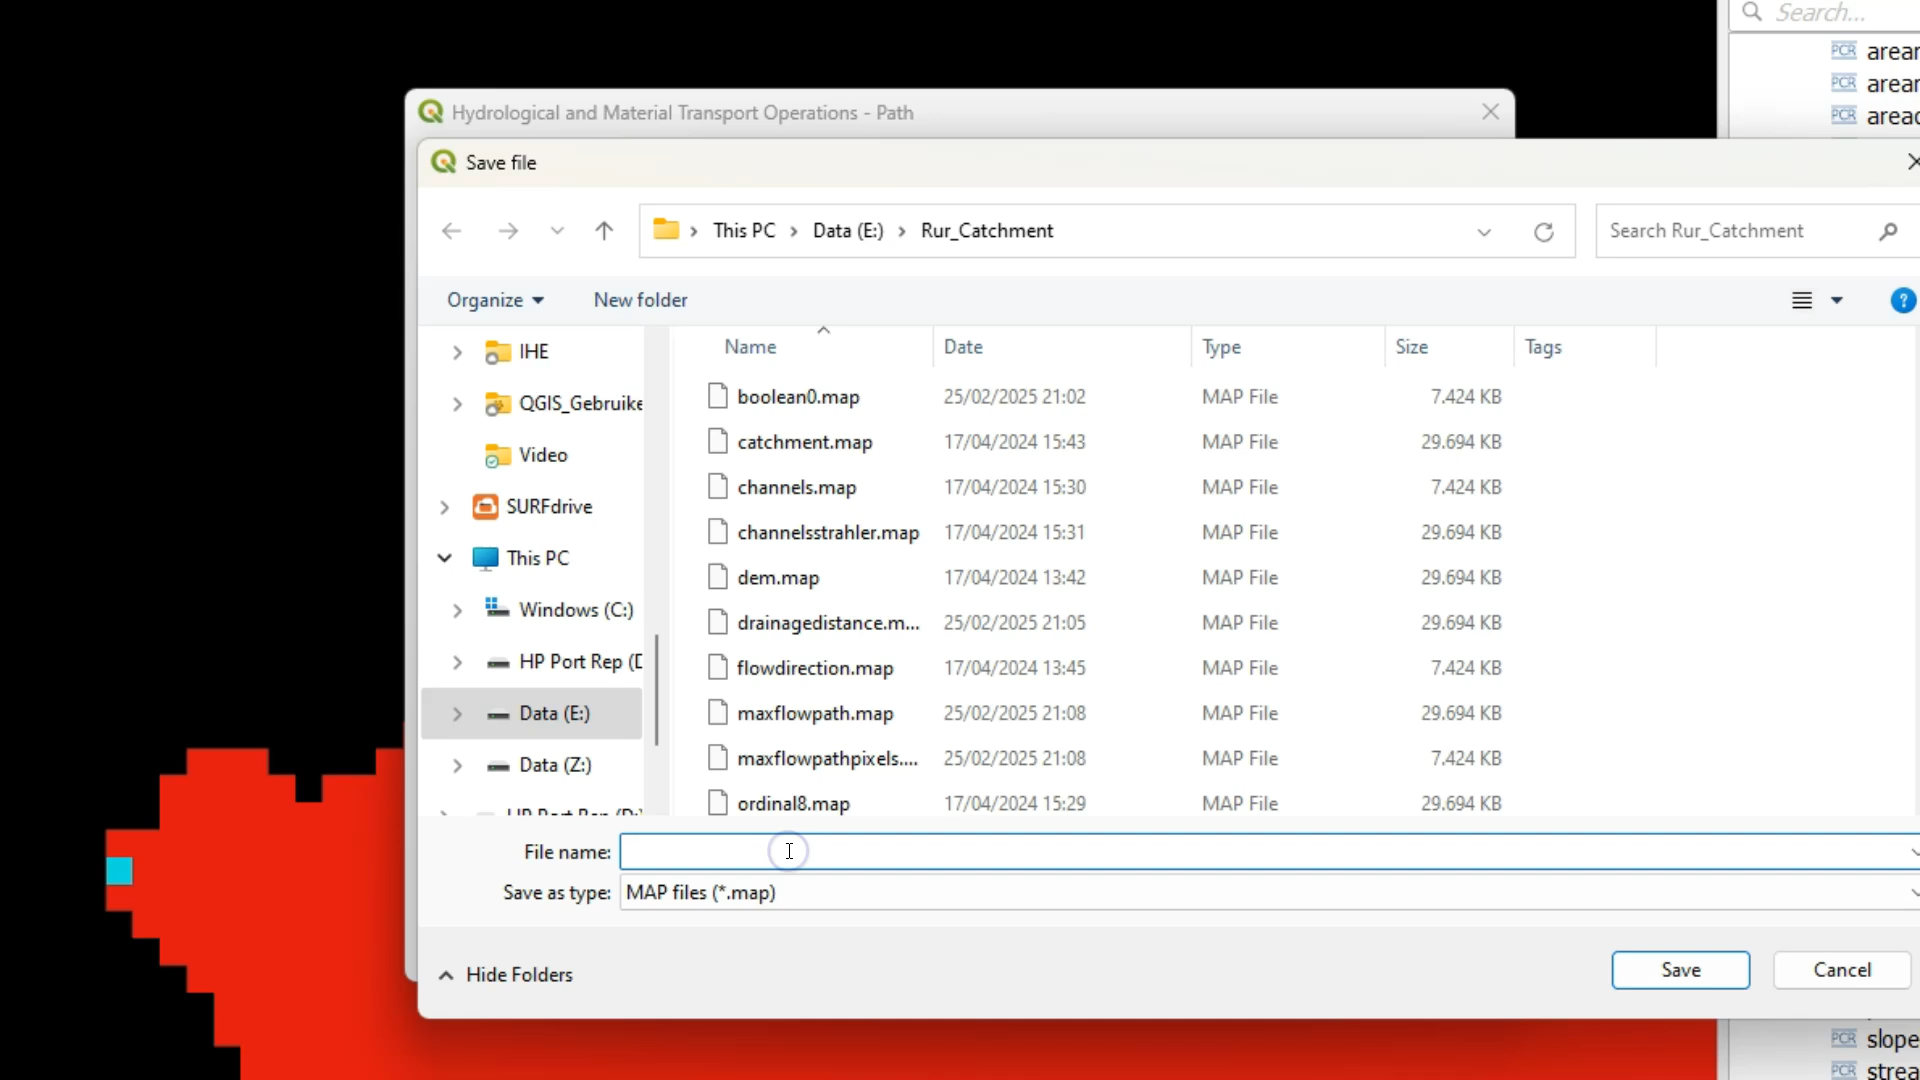 Search...
PCR
PCR
PCR
Hydrological and Material Transport Operations - Path
Save file
This PC > Data (E:) > Rur_Catchment
Search Rur_Catchment
Organize
New folder
Name Date Type Size Tags
IHE
QGIS_Gebruike
Video
SURFdrive
This PC
Windows (C:)
HP Port Rep (D
Data (E:)
Data (Z:)
boolean0.map 25/02/2025 21:02 MAP File 7.424 KB
catchment.map 17/04/2024 15:43 MAP File 29.694 KB
channels.map 17/04/2024 15:30 MAP File 7.424 KB
channelsstrahler.map 17/04/2024 15:31 MAP File 29.694 KB
dem.map 17/04/2024 13:42 MAP File 29.694 KB
drainagedistance.m... 25/02/2025 21:05 MAP File 29.694 KB
flowdirection.map 17/04/2024 13:45 MAP File 7.424 KB
maxflowpath.map 25/02/2025 21:08 MAP File 29.694 KB
maxflowpathpixels.... 25/02/2025 21:08 MAP File 7.424 KB
ordinal8.map 17/04/2024 15:29 MAP File 29.694 KB
File name:
Save as type: MAP files (*.map)
Hide Folders
Save
Cancel
PCR slope
PCR strea